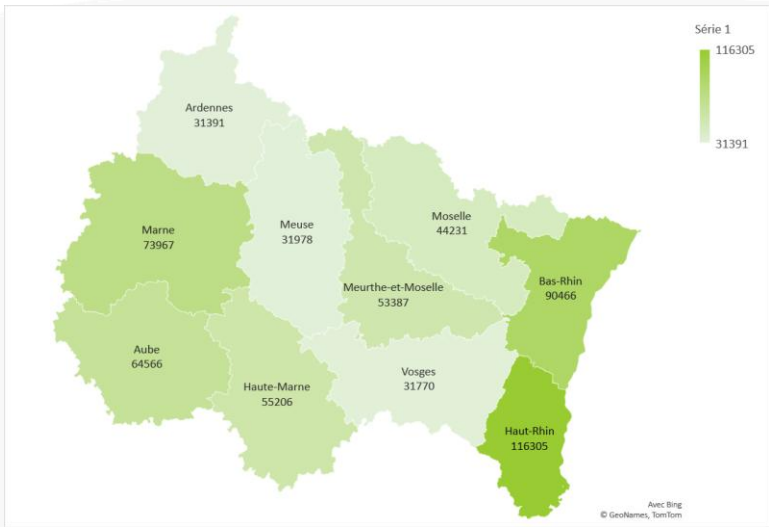 Série 1
116305
31391
Ardennes
31391
Marne
73967
Meuse
31978
Moselle
44231
Meurthe-et-Moselle
53387
Bas-Rhin
90466
Aube
64566
Haute-Marne
55206
Vosges
31770
Haut-Rhin
116305
Avec Bing
© GeoNames, TomTom